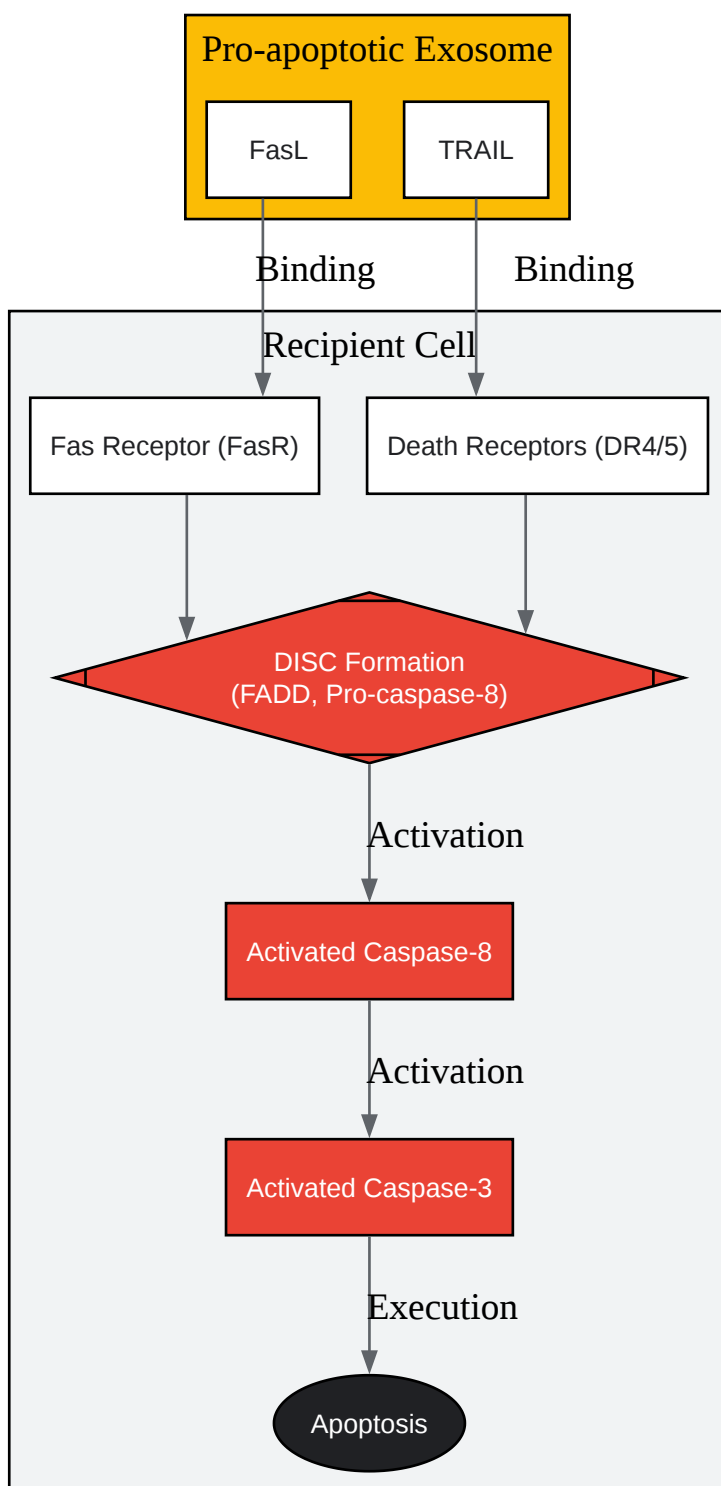 Pro-apoptotic Exosome
FasL
TRAIL
Binding
Binding
Recipient Cell
Fas Receptor (FasR)
Death Receptors (DR4/5)
DISC Formation
(FADD, Pro-caspase-8)
Activation
Activated Caspase-8
Activation
Activated Caspase-3
Execution
Apoptosis